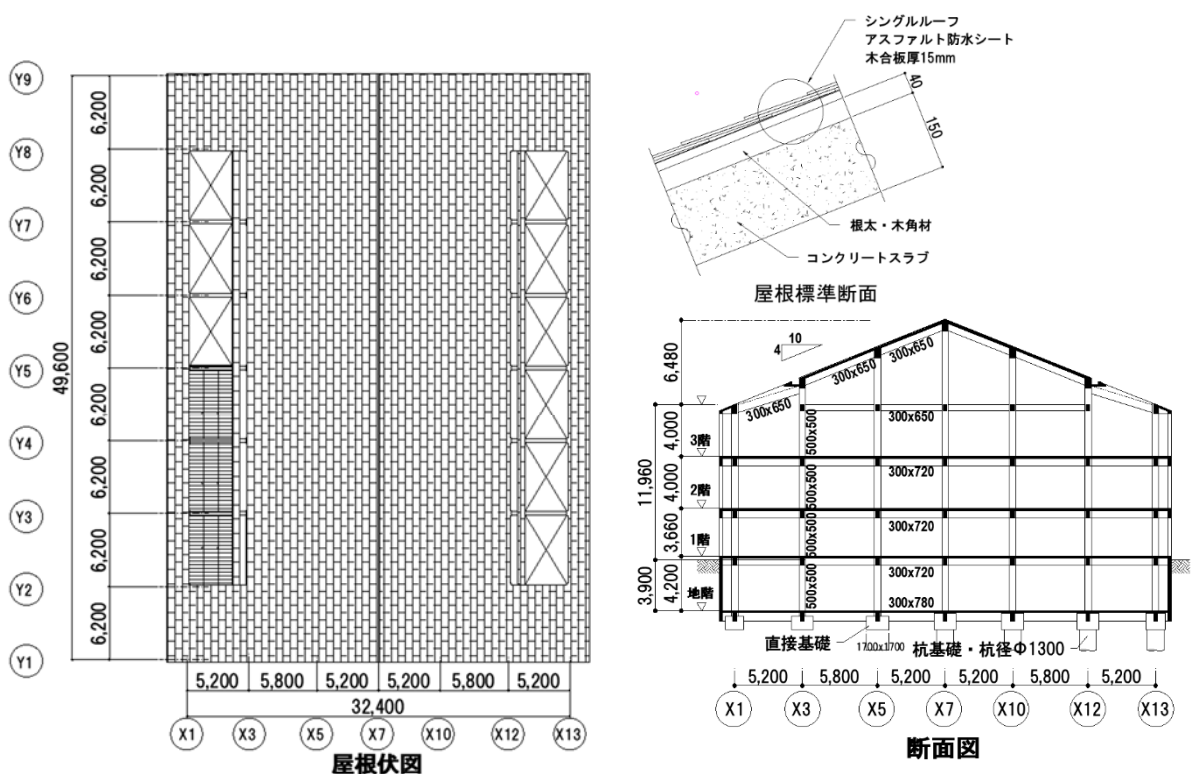 Y9
Y8
Y7
Y6
Y5
Y4
Y3
Y2
Y1
49,600
6,200
6,200
6,200
6,200
6,200
6,200
6,200
6,200
5,200
5,800
5,200
5,200
5,800
5,200
32,400
X1
X3
X5
X7
X10
X12
X13
屋根伏図
シングルルーフ
アスファルト防水シート
木合板厚15mm
40
150
根太・木角材
コンクリートスラブ
屋根標準断面
10
4
6,480
300x650
300x650
300x650
300x650
4,000
3階
500x500
11,960
4,000
2階
500x500
300x720
3,660
1階
500x500
300x720
3,900
4,200
地階
500x500
300x720
300x780
直接基礎
1700x1700
杭基礎・杭径Φ1300
5,200
5,800
5,200
5,200
5,800
5,200
X1
X3
X5
X7
X10
X12
X13
断面図